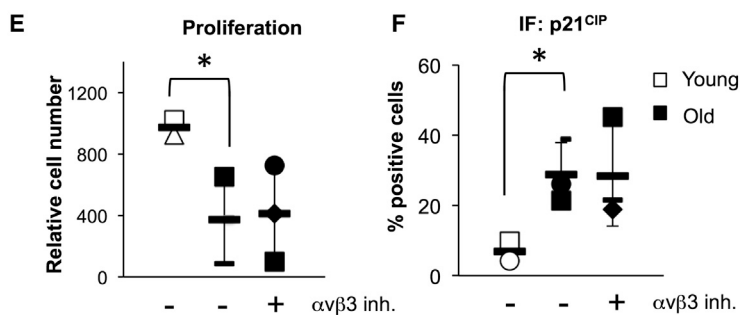 E
Proliferation
*
Relative cell number
1200
800
400
0
- - + αvβ3 inh.
F
IF: p21CIP
*
% positive cells
60
40
20
0
Young
Old
- - + αvβ3 inh.